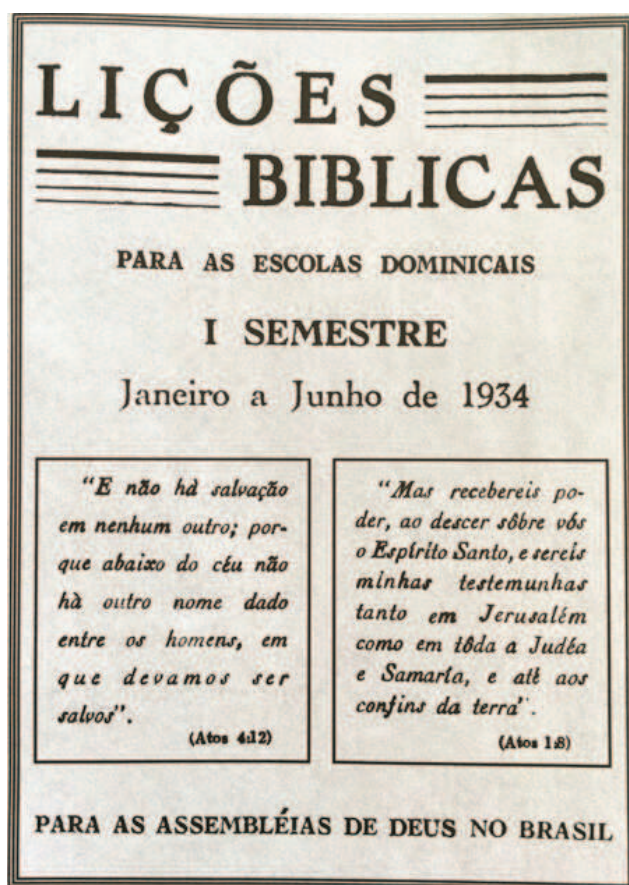 LIÇÕES
BIBLICAS
PARA AS ESCOLAS DOMINICAIS
I SEMESTRE
Janeiro a Junho de 1934
"E não há salvação
em nenhum outro; por-
que abaixo do céu não
hà outro nome dado
entre os homens, em
que devamos ser
salvos".
(Atos 4:12)
"Mas recebereis po-
der, ao descer sôbre vós
o Espírito Santo, e sereis
minhas testemunhas
tanto em Jerusalém
como em tôda a Judéa
e Samaria, e até aos
confins da terra".
(Atos 1:8)
PARA AS ASSEMBLÉIAS DE DEUS NO BRASIL